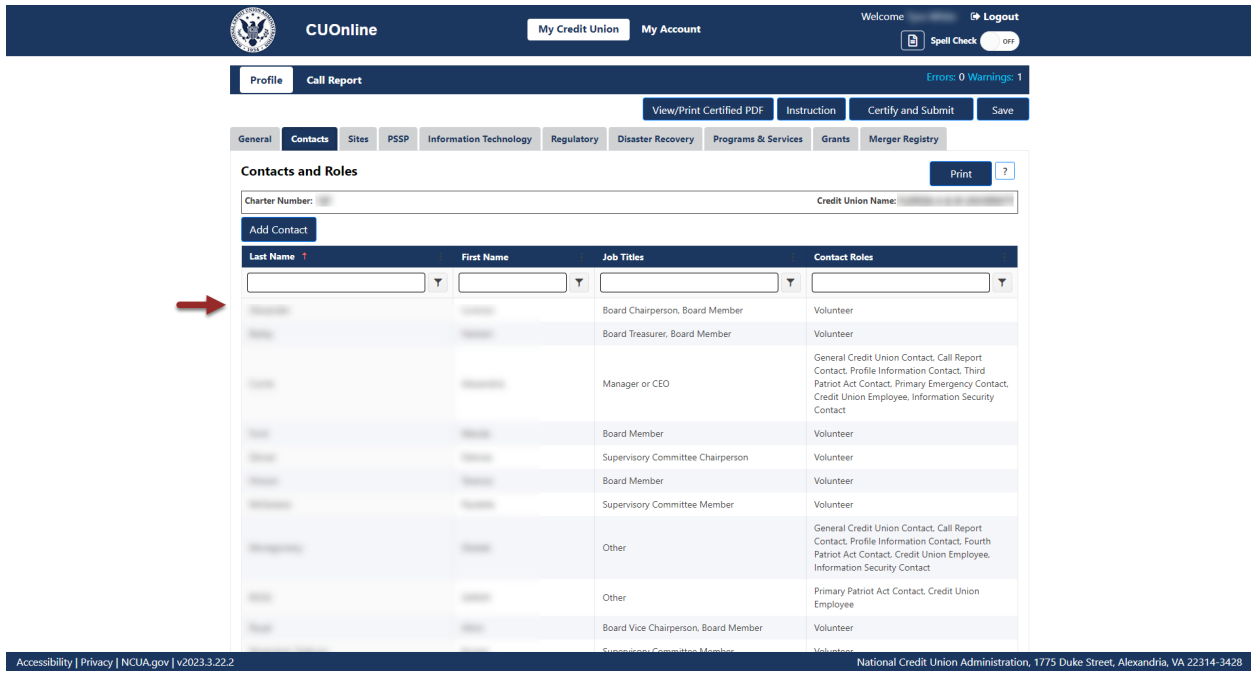 CUOnline
My Credit Union
My Account
Welcome
Logout
Spell Check OFF
Profile
Call Report
Errors: 0 Warnings: 1
View/Print Certified PDF
Instruction
Certify and Submit
Save
General
Contacts
Sites
PSSP
Information Technology
Regulatory
Disaster Recovery
Programs & Services
Grants
Merger Registry
Contacts and Roles
Print
?
Charter Number:
Credit Union Name:
Add Contact
Last Name ↑
First Name
Job Titles
Contact Roles
Board Chairperson, Board Member
Volunteer
Board Treasurer, Board Member
Volunteer
Manager or CEO
General Credit Union Contact, Call Report
Contact, Profile Information Contact, Third
Patriot Act Contact, Primary Emergency Contact,
Credit Union Employee, Information Security
Contact
Board Member
Volunteer
Supervisory Committee Chairperson
Volunteer
Board Member
Volunteer
Supervisory Committee Member
Volunteer
Other
General Credit Union Contact, Call Report
Contact, Profile Information Contact, Fourth
Patriot Act Contact, Credit Union Employee,
Information Security Contact
Other
Primary Patriot Act Contact, Credit Union
Employee
Board Vice Chairperson, Board Member
Volunteer
Supervisory Committee Member
Volunteer
Accessibility | Privacy | NCUA.gov | v2023.3.22.2
National Credit Union Administration, 1775 Duke Street, Alexandria, VA 22314-3428